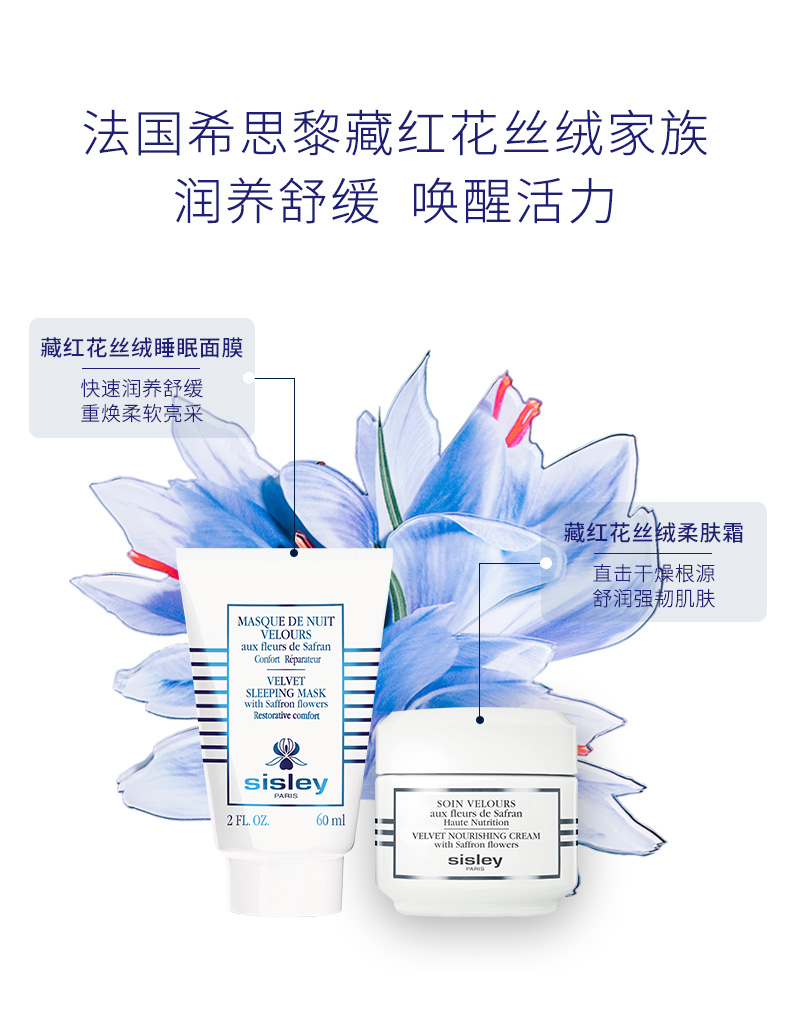 法国希思黎藏红花丝绒家族
润养舒缓 唤醒活力
藏红花丝绒睡眠面膜
快速润养舒缓
重焕柔软亮采
藏红花丝绒柔肤霜
直击干燥根源
舒润强韧肌肤
MASQUE DE NUIT
VELOURS
aux fleurs de Safran
Confort Réparateur
VELVET
SLEEPING MASK
with Saffron flowers
Restorative comfort
sisley
PARIS
2 FL. OZ. 60 ml
SOIN VELOURS
aux fleurs de Safran
Haute Nutrition
VELVET NOURISHING CREAM
with Saffron flowers
sisley
PARIS